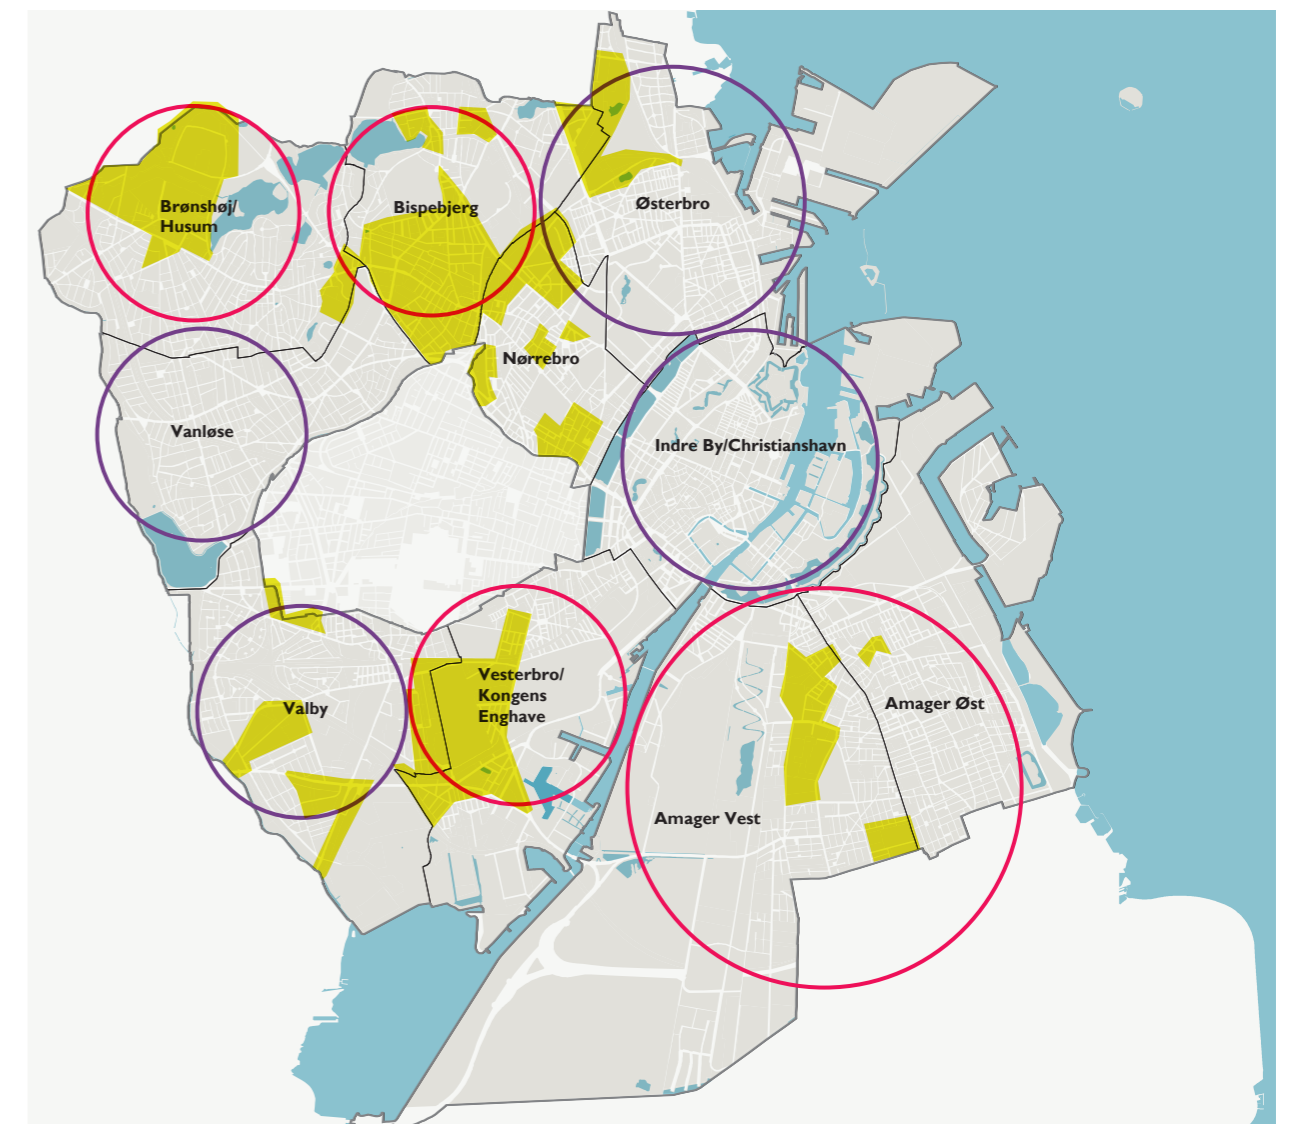 Brønshøj/
Husum
Bispebjerg
Østerbro
Nørrebro
Vanløse
Indre By/Christianshavn
Vesterbro/
Kongens
Enghave
Valby
Amager Øst
Amager Vest